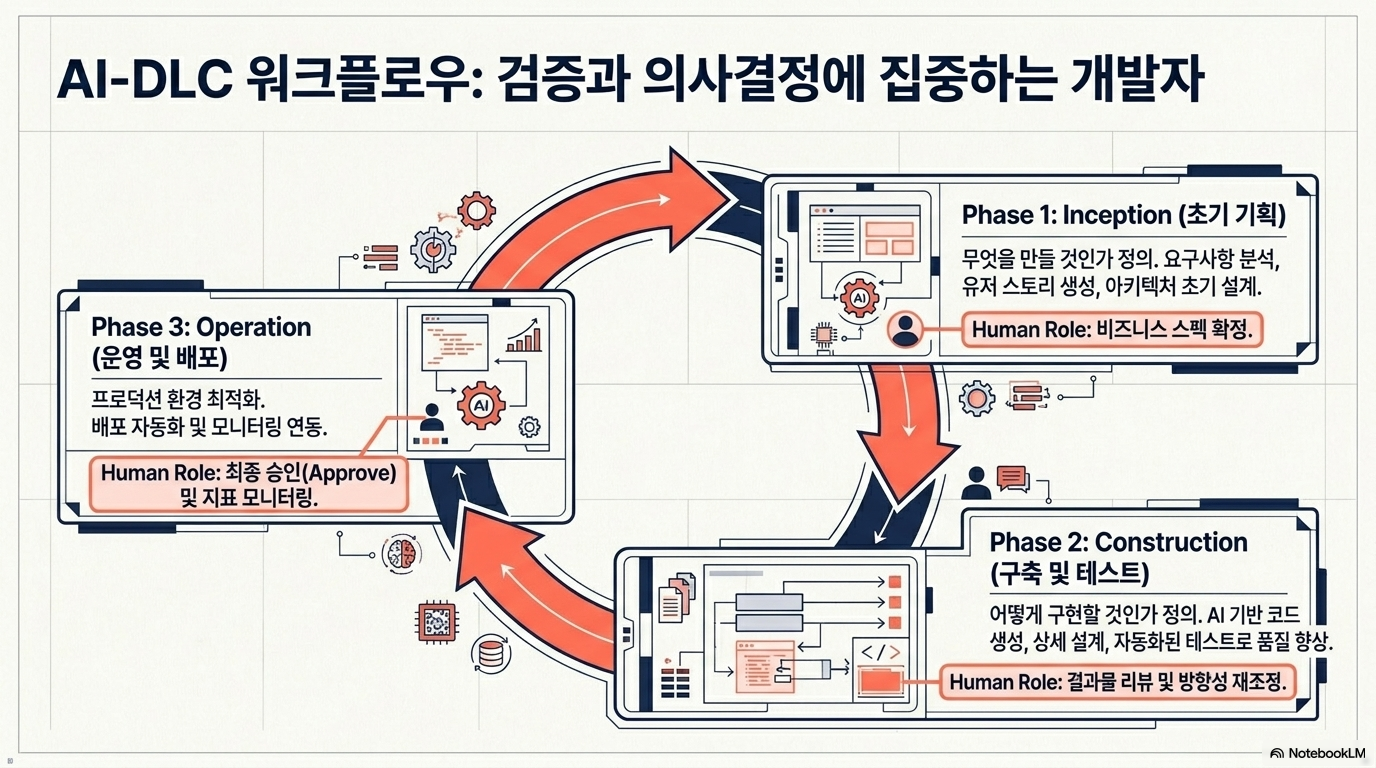 AI-DLC 워크플로우: 검증과 의사결정에 집중하는 개발자
Phase 1: Inception (초기 기획)
무엇을 만들 것인가 정의. 요구사항 분석,
유저 스토리 생성, 아키텍처 초기 설계.
Human Role: 비즈니스 스펙 확정.
AI
Phase 2: Construction
(구축 및 테스트)
어떻게 구현할 것인가 정의. AI 기반 코드
생성, 상세 설계, 자동화된 테스트로 품질 향상.
Human Role: 결과물 리뷰 및 방향성 재조정.
</>
Phase 3: Operation
(운영 및 배포)
프로덕션 환경 최적화.
배포 자동화 및 모니터링 연동.
Human Role: 최종 승인(Approve)
및 지표 모니터링.
AI
NotebookLM